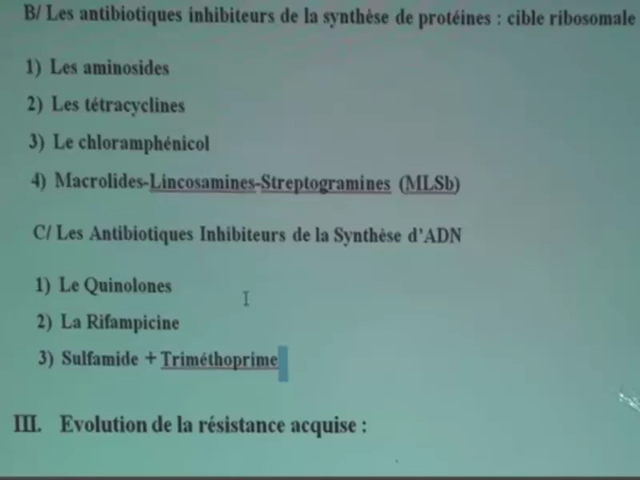 B/ Les antibiotiques inhibiteurs de la synthèse de protéines : cible ribosomale
1) Les aminosides
2) Les tétracyclines
3) Le chloramphénicol
4) Macrolides-Lincosamines-Streptogramines (MLSb)
C/ Les Antibiotiques Inhibiteurs de la Synthèse d'ADN
1) Le Quinolones
2) La Rifampicine
3) Sulfamide + Triméthoprime
III. Evolution de la résistance acquise :